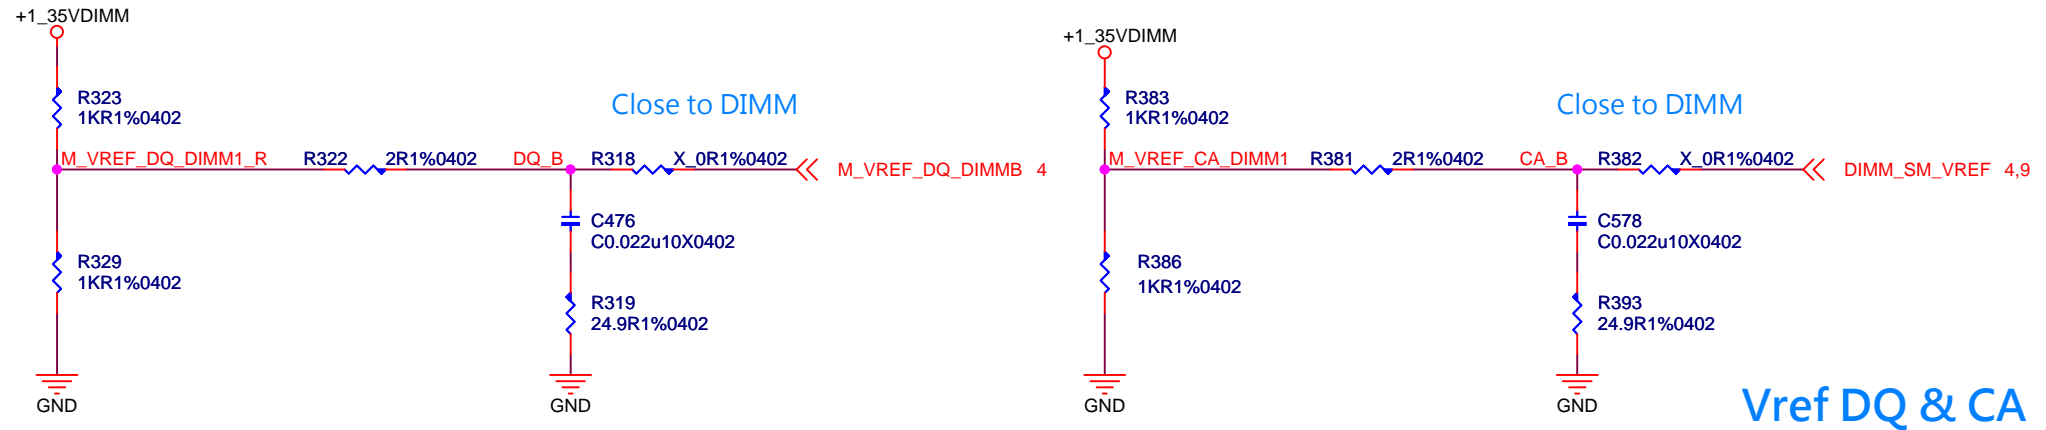 +1_35VDIMM
R323
1KR1%0402
Close to DIMM
M_VREF_DQ_DIMM1_R
R322
2R1%0402
DQ_B
R318
X_0R1%0402
M_VREF_DQ_DIMMB 4
C476
C0.022u10X0402
R329
1KR1%0402
R319
24.9R1%0402
GND
GND
+1_35VDIMM
R383
1KR1%0402
Close to DIMM
M_VREF_CA_DIMM1
R381
2R1%0402
CA_B
R382
X_0R1%0402
DIMM_SM_VREF 4,9
C578
C0.022u10X0402
R386
1KR1%0402
R393
24.9R1%0402
GND
GND
Vref DQ & CA